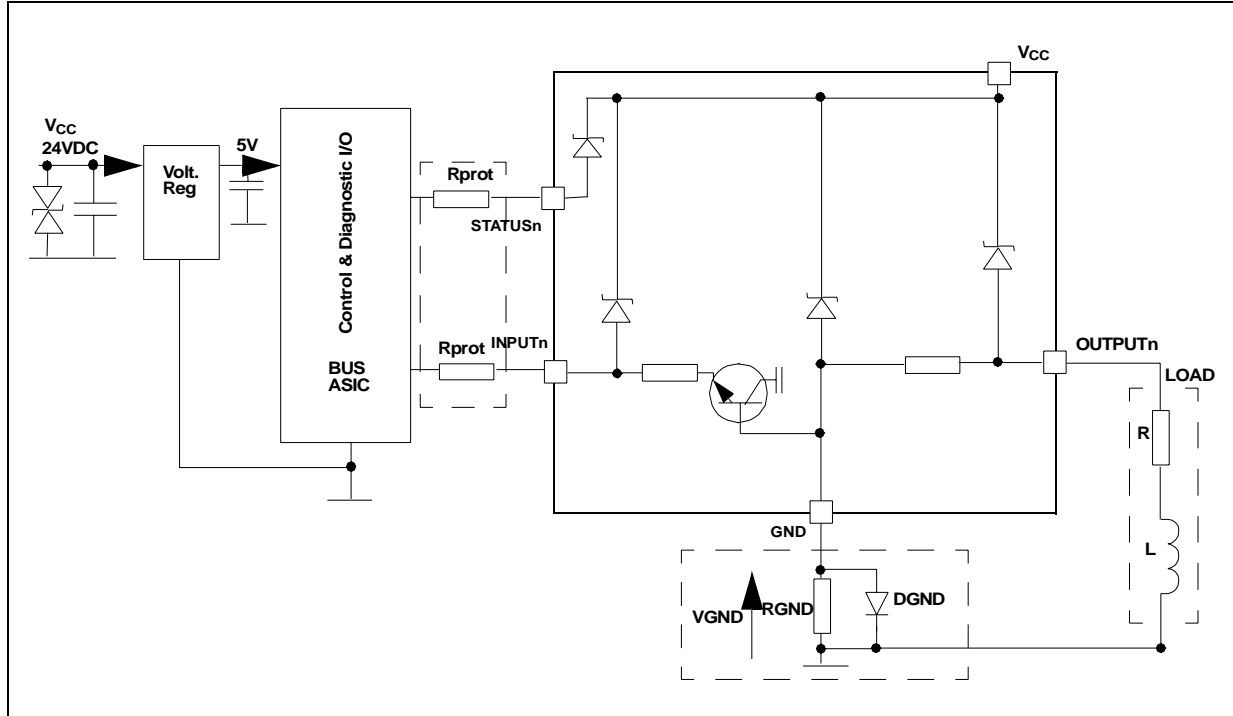 VCC
VCC
24VDC
5V
Volt.
Reg
Control & Diagnostic I/O
BUS
ASIC
Rprot
STATUSn
Rprot
INPUTn
OUTPUTn
LOAD
R
L
GND
VGND
RGND
DGND